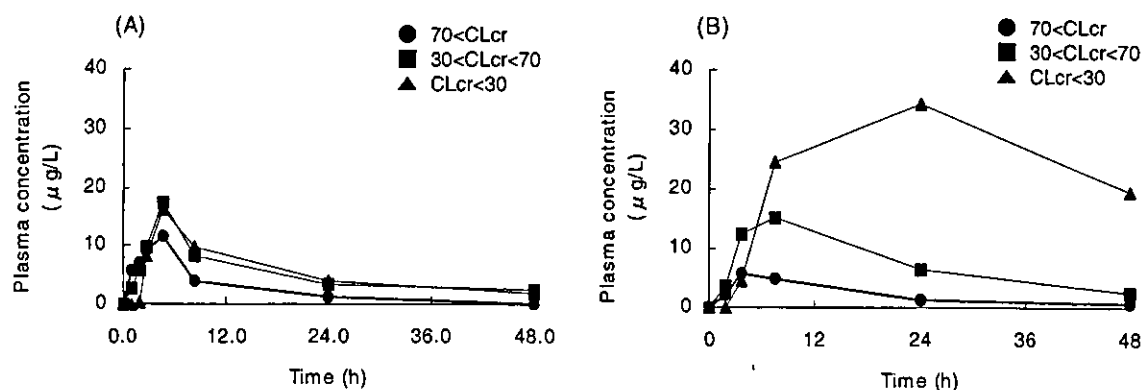 (A)
70<CLcr
30<CLcr<70
CLcr<30
Plasma concentration
( μ g/L)
40
30
20
10
0
0.0
12.0
24.0
36.0
48.0
Time (h)
(B)
70<CLcr
30<CLcr<70
CLcr<30
Plasma concentration
( μ g/L)
40
30
20
10
0
0
12
24
36
48
Time (h)